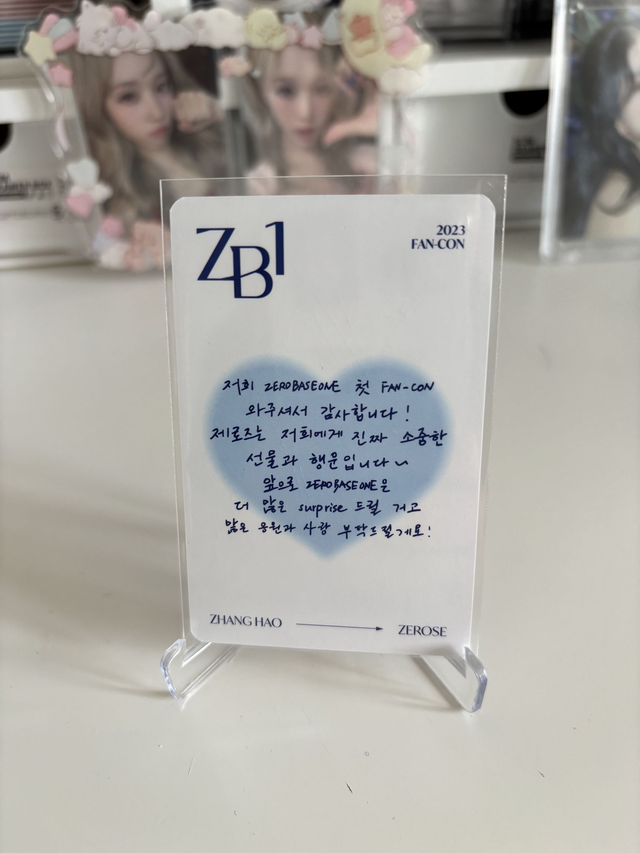 ZB1
2023
FAN-CON
저희 ZEROBASEONE 첫 FAN-CON
와주셔서 감사합니다!
제로즈는 저희에게 진짜 소중한
선물과 행운입니다~
앞으로 ZEROBASEONE은
더 많은 surprise 드릴 거고
많은 응원과 사랑 부탁드릴게요!
ZHANG HAO → ZEROSE